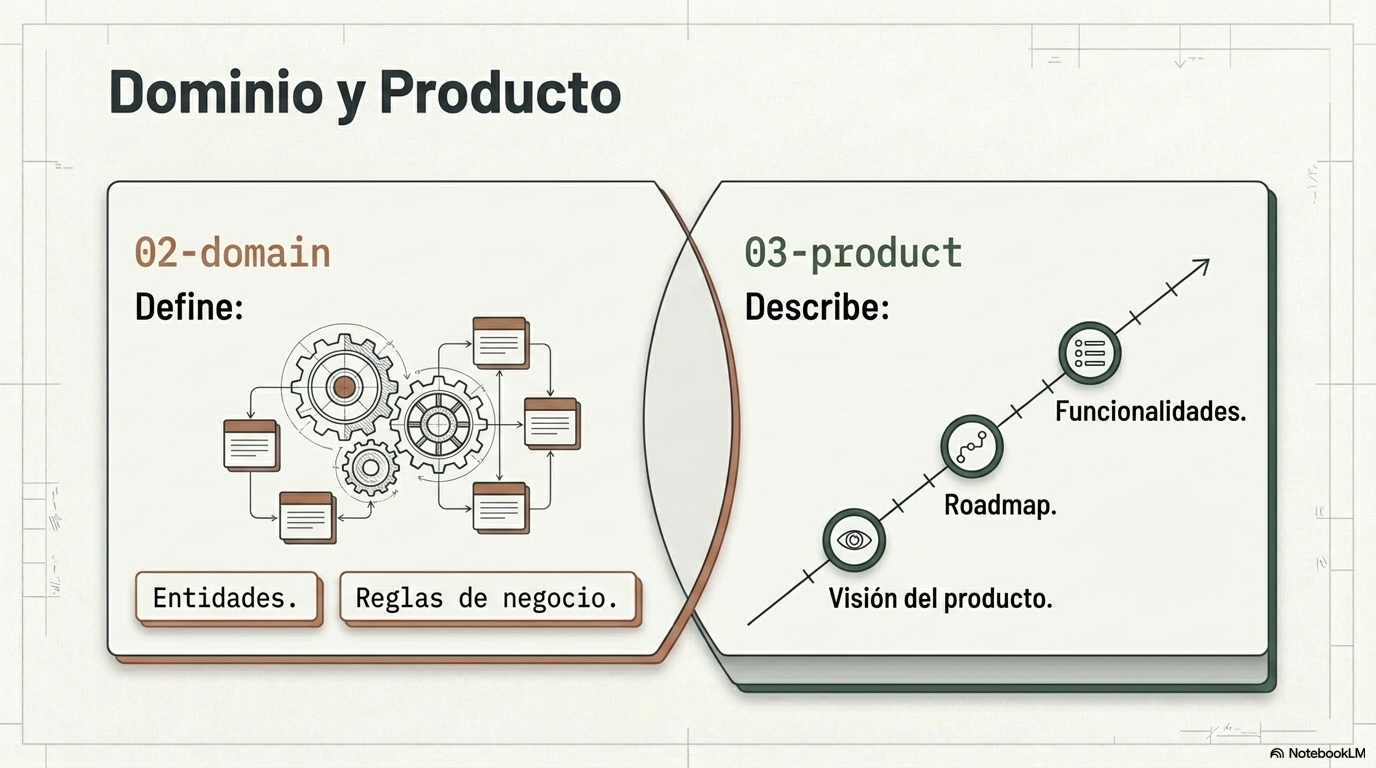 Dominio y Producto
02-domain
Define:
Entidades.
Reglas de negocio.
03-product
Describe:
Funcionalidades.
Roadmap.
Visión del producto.
NotebookLM